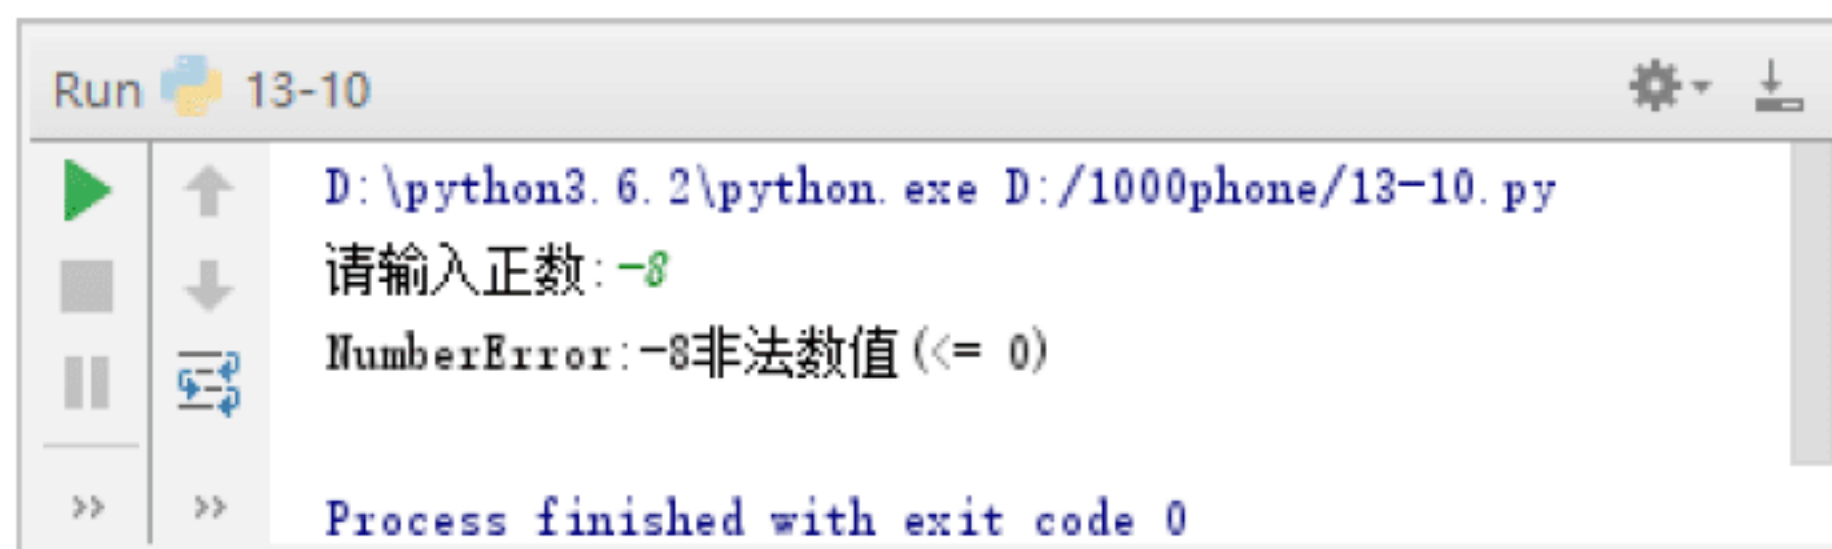 Run 13-10
D:\python3.6.2\python.exe D:/1000phone/13-10.py
请输入正数:-8
NumberError:-8非法数值(<= 0)
Process finished with exit code 0